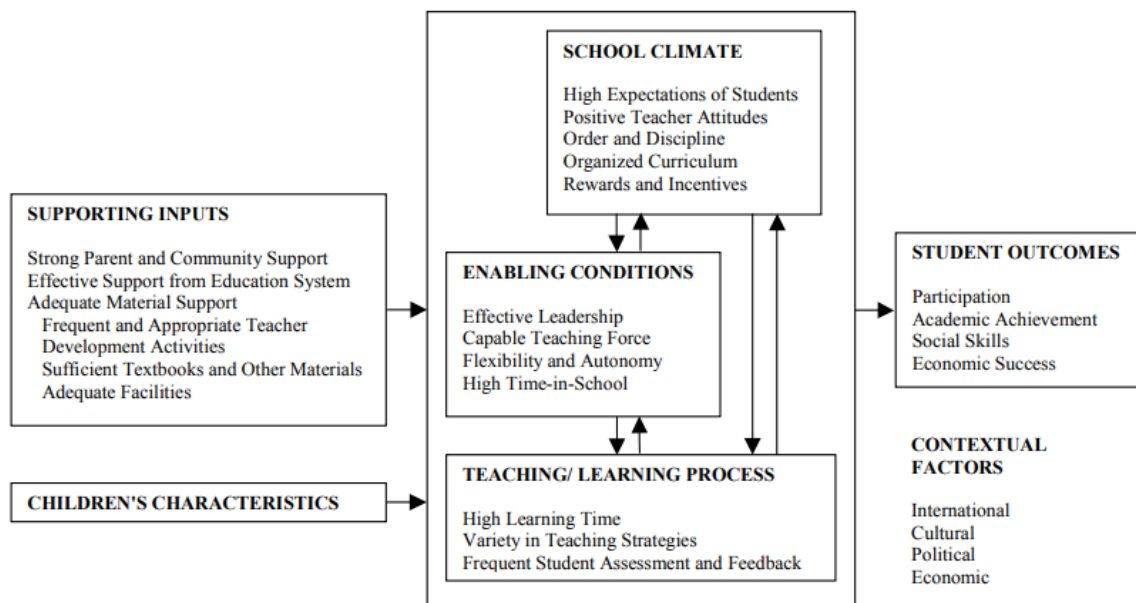 SCHOOL CLIMATE
High Expectations of Students
Positive Teacher Attitudes
Order and Discipline
Organized Curriculum
Rewards and Incentives
SUPPORTING INPUTS
Strong Parent and Community Support
Effective Support from Education System
Adequate Material Support
Frequent and Appropriate Teacher
Development Activities
Sufficient Textbooks and Other Materials
Adequate Facilities
CHILDREN'S CHARACTERISTICS
ENABLING CONDITIONS
Effective Leadership
Capable Teaching Force
Flexibility and Autonomy
High Time-in-School
TEACHING/ LEARNING PROCESS
High Learning Time
Variety in Teaching Strategies
Frequent Student Assessment and Feedback
STUDENT OUTCOMES
Participation
Academic Achievement
Social Skills
Economic Success
CONTEXTUAL
FACTORS
International
Cultural
Political
Economic